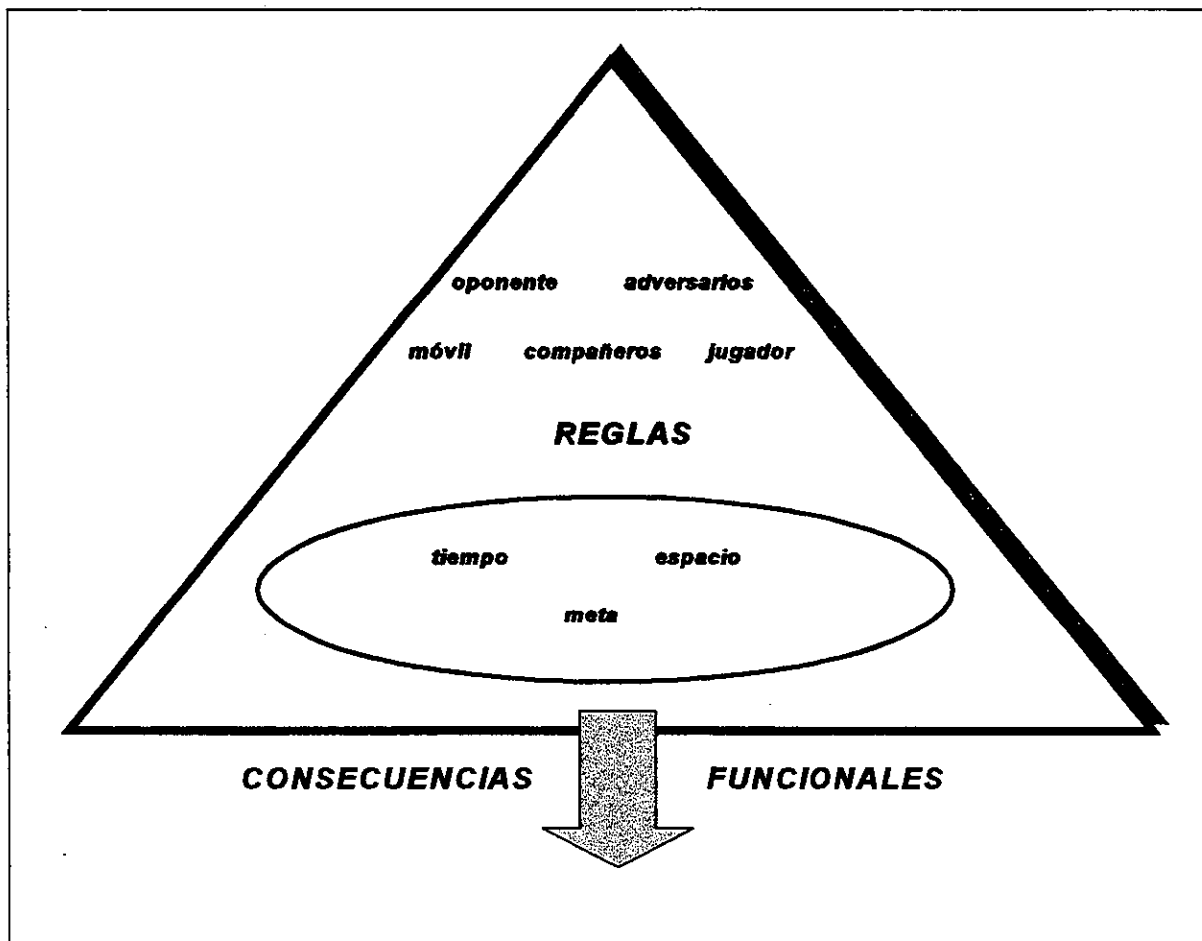 oponente adversarios
móvil compañeros jugador
REGLAS
tiempo espacio
meta
CONSECUENCIAS FUNCIONALES